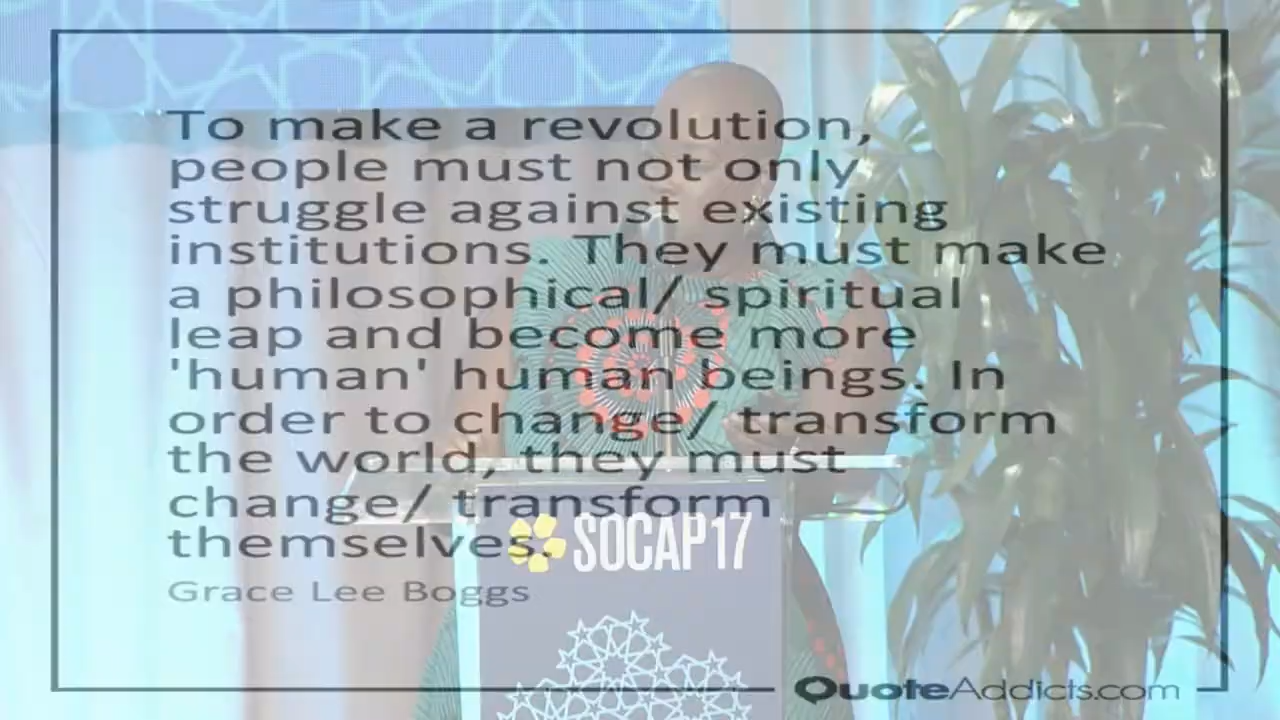 To make a revolution,
people must not only
struggle against existing
institutions. They must make
a philosophical/ spiritual
leap and become more
'human' human beings. In
order to change/ transform
the world, they must
change/ transform
themselves.
SOCAP17
Grace Lee Boggs
QuoteAddicts.com